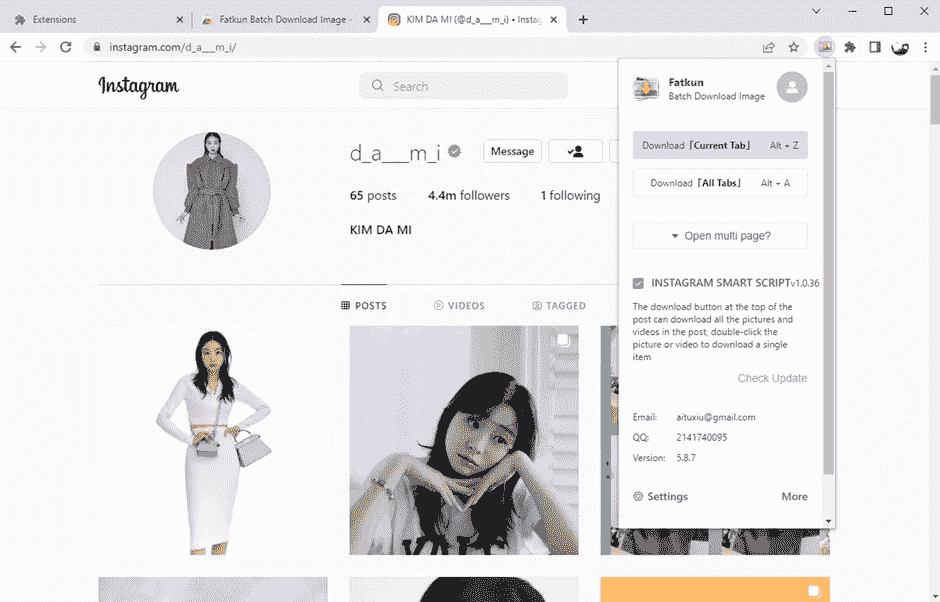 Extensions
Fatkun Batch Download Image -
KIM DA MI (@d_a___m_i) • Instag
instagram.com/d_a___m_i/
Instagram
Search
d_a___m_i
Message
65 posts
4.4m followers
1 following
KIM DA MI
POSTS
VIDEOS
TAGGED
Fatkun
Batch Download Image
Download「Current Tab」 Alt + Z
Download「All Tabs」 Alt + A
Open multi page?
INSTAGRAM SMART SCRIPTv1.0.36
The download button at the top of the
post can download all the pictures and
videos in the post, double-click the
picture or video to download a single
item
Check Update
Email: aituxiu@gmail.com
QQ: 2141740095
Version: 5.8.7
Settings
More